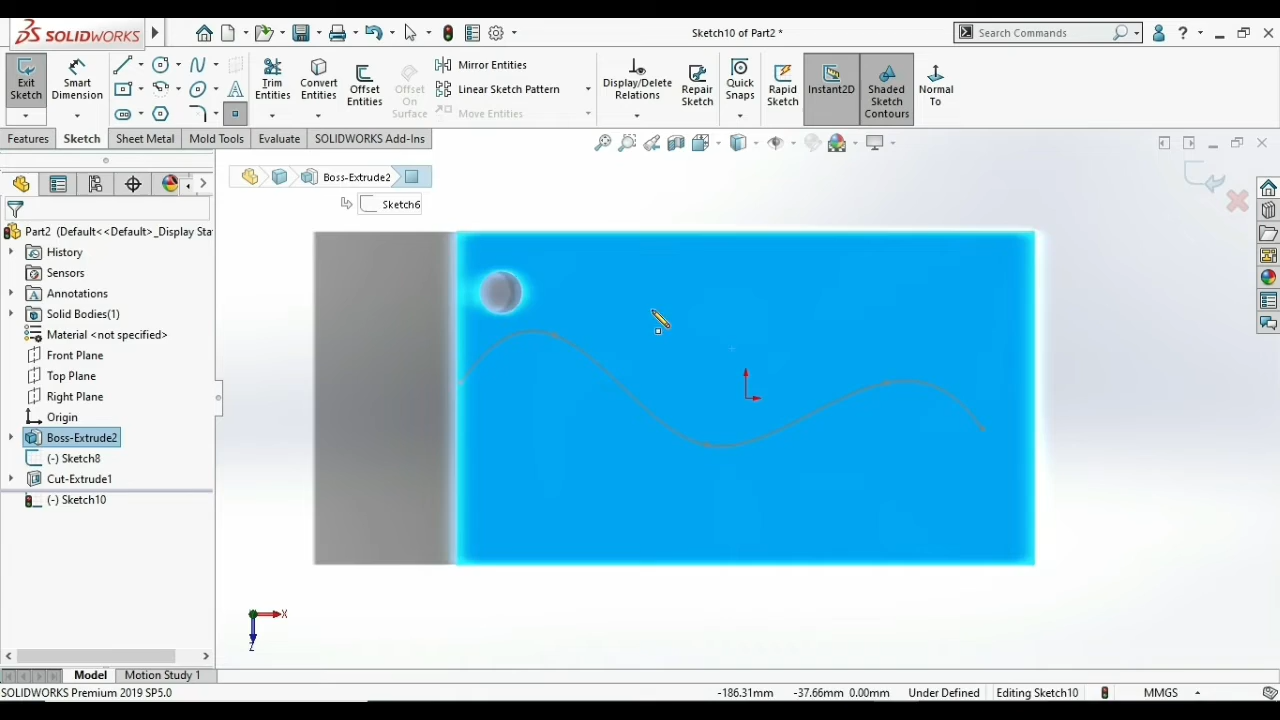 SOLIDWORKS
Sketch10 of Part2 *
Search Commands
Exit Sketch
Smart Dimension
Trim Entities
Convert Entities
Offset Entities
Offset On Surface
Mirror Entities
Linear Sketch Pattern
Move Entities
Display/Delete Relations
Repair Sketch
Quick Snaps
Rapid Sketch
Instant2D
Shaded Sketch Contours
Normal To
Features
Sketch
Sheet Metal
Mold Tools
Evaluate
SOLIDWORKS Add-Ins
Boss-Extrude2
Sketch6
Part2 (Default<<Default>_Display Sta
History
Sensors
Annotations
Solid Bodies(1)
Material <not specified>
Front Plane
Top Plane
Right Plane
Origin
Boss-Extrude2
(-) Sketch8
Cut-Extrude1
(-) Sketch10
X
Z
Model
Motion Study 1
SOLIDWORKS Premium 2019 SP5.0
-186.31mm
-37.66mm 0.00mm
Under Defined
Editing Sketch10
MMGS